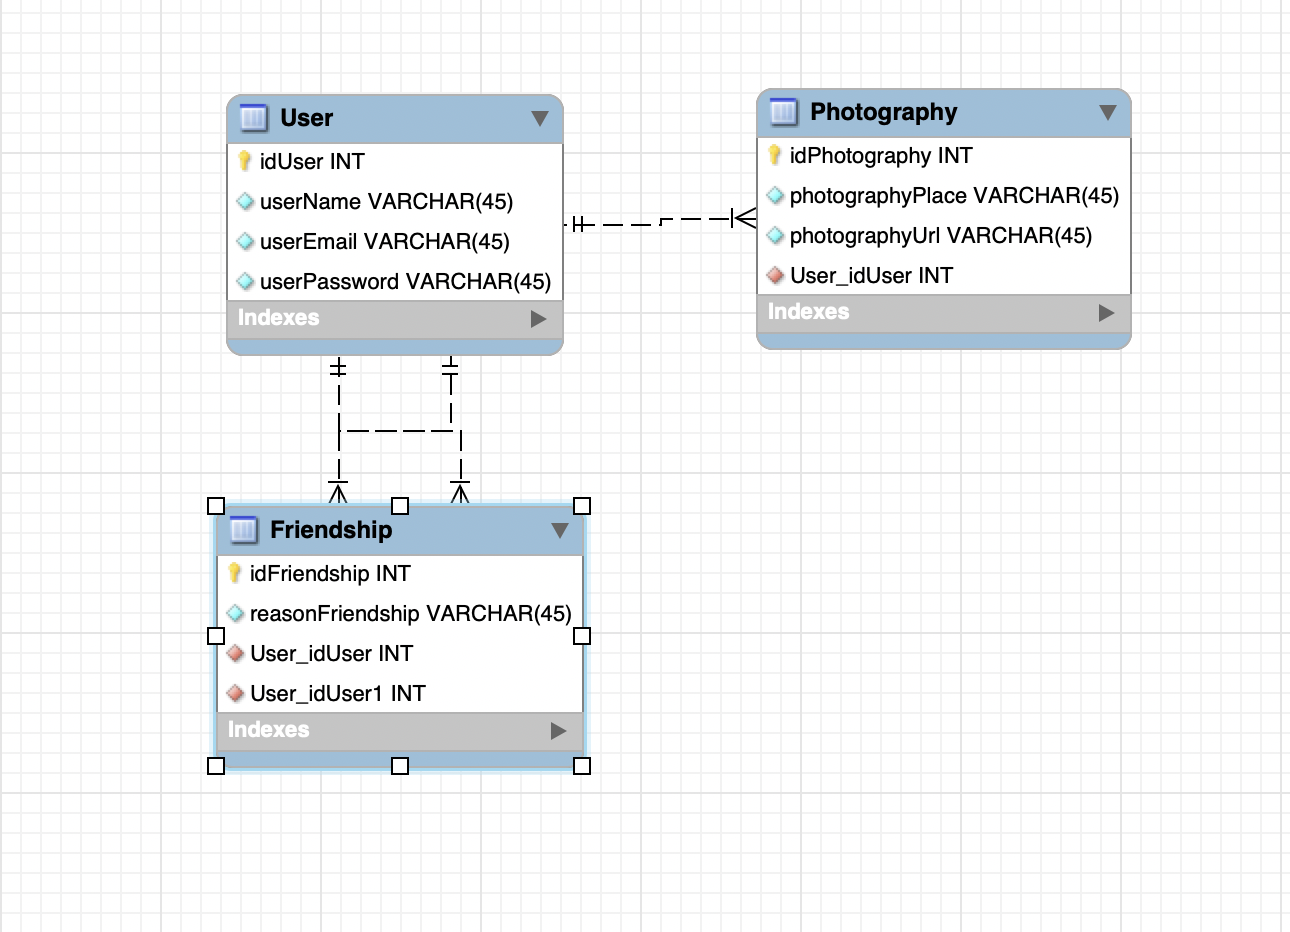 User
idUser INT
userName VARCHAR(45)
userEmail VARCHAR(45)
userPassword VARCHAR(45)
Indexes
Photography
idPhotography INT
photographyPlace VARCHAR(45)
photographyUrl VARCHAR(45)
User_idUser INT
Indexes
Friendship
idFriendship INT
reasonFriendship VARCHAR(45)
User_idUser INT
User_idUser1 INT
Indexes